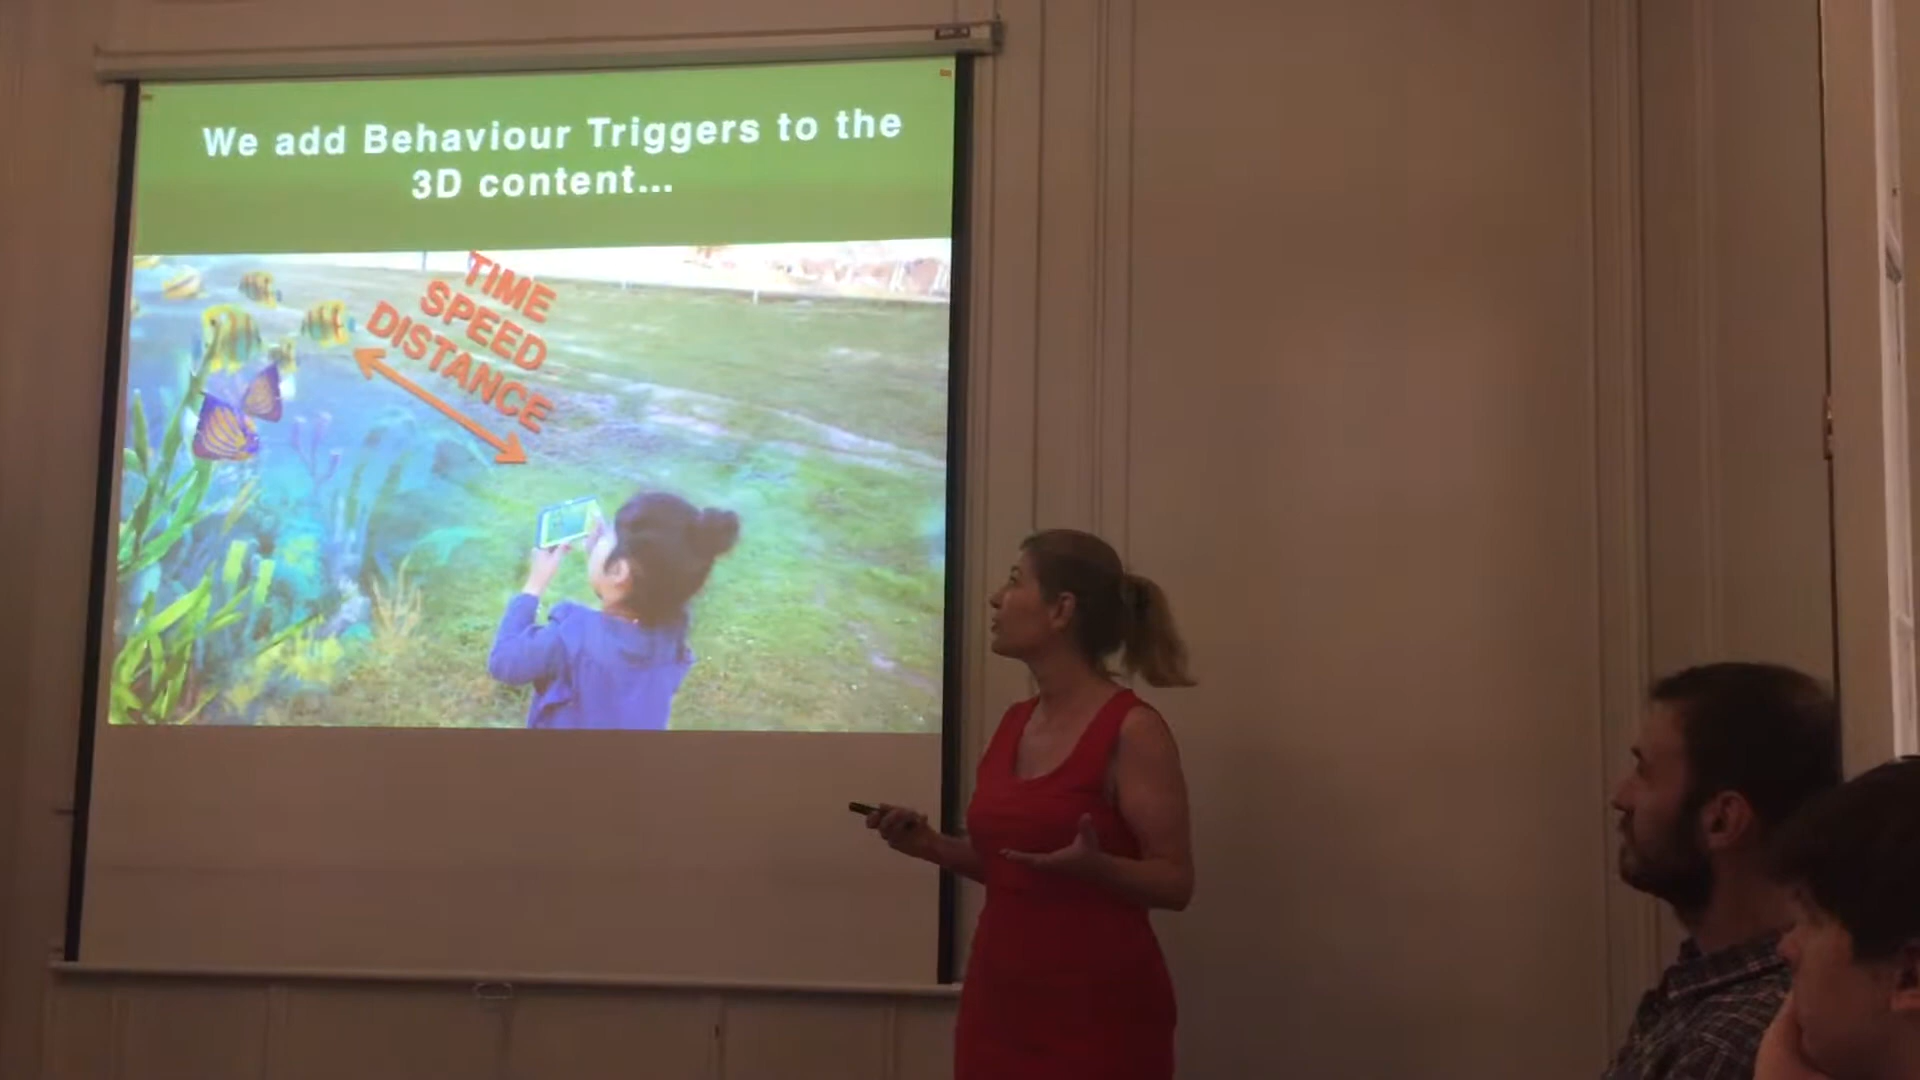 We add Behaviour Triggers to the
3D content...
TIME
SPEED
DISTANCE